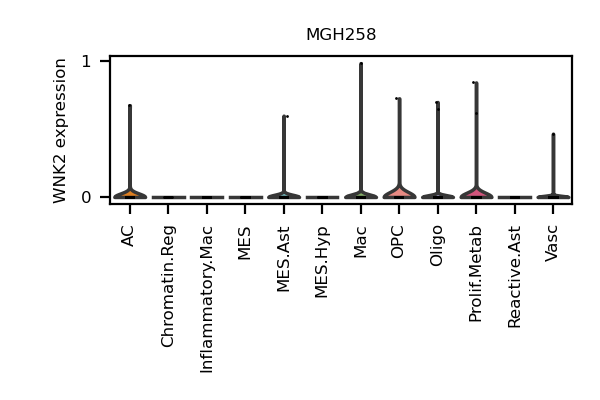 MGH258
WNK2 expression
1
0
AC
Chromatin.Reg
Inflammatory.Mac
MES
MES.Ast
MES.Hyp
Mac
OPC
Oligo
Prolif.Metab
Reactive.Ast
Vasc